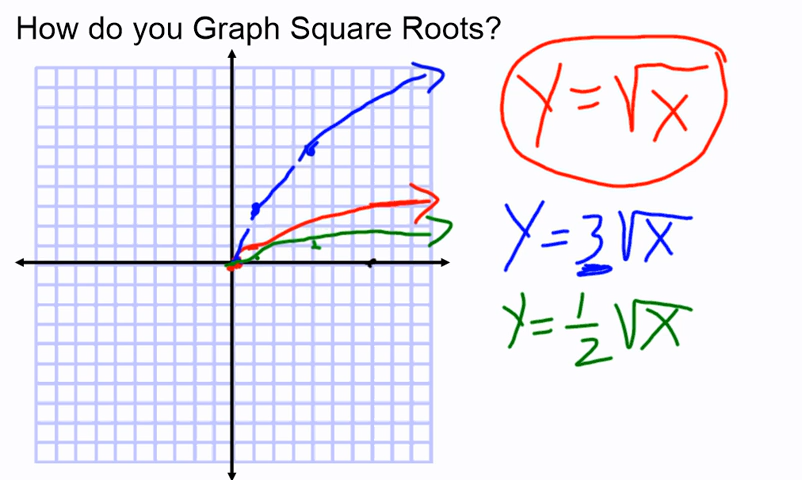 How do you Graph Square Roots?
y = √x
y = 3√x
y = 1/2 √x